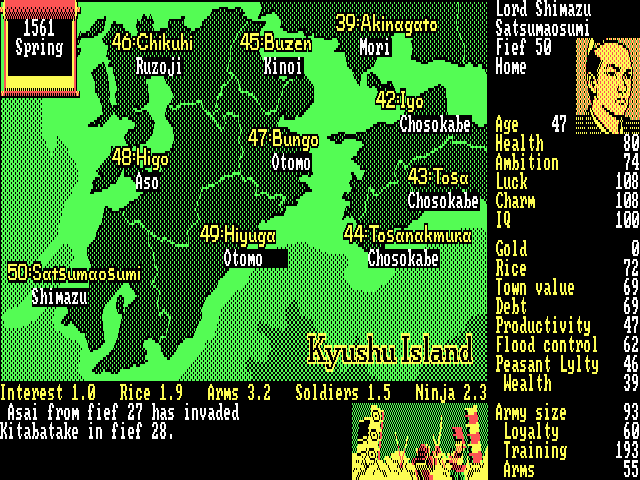 1561
Spring
46:Chikuhi
Ruzoji
45:Buzen
Kinoi
39:Akinagato
Mori
42:Iyo
Chosokabe
47:Bungo
Otomo
48:Higo
Aso
43:Tosa
Chosokabe
49:Hiyuga
Otomo
44:Tosanakmura
Chosokabe
50:Satsumaosumi
Shimazu
Kyushu Island
Interest 1.0 Rice 1.9 Arms 3.2 Soldiers 1.5 Ninja 2.3
Asai from fief 27 has invaded
Kitabatake in fief 28.
Lord Shimazu
Satsumaosumi
Fief 50
Home
Age 47
Health 80
Ambition 74
Luck 108
Charm 108
IQ 100
Gold 0
Rice 72
Town value 69
Debt 69
Productivity 47
Flood control 62
Peasant Lylty 46
Wealth 39
Army size 93
Loyalty 60
Training 193
Arms 55